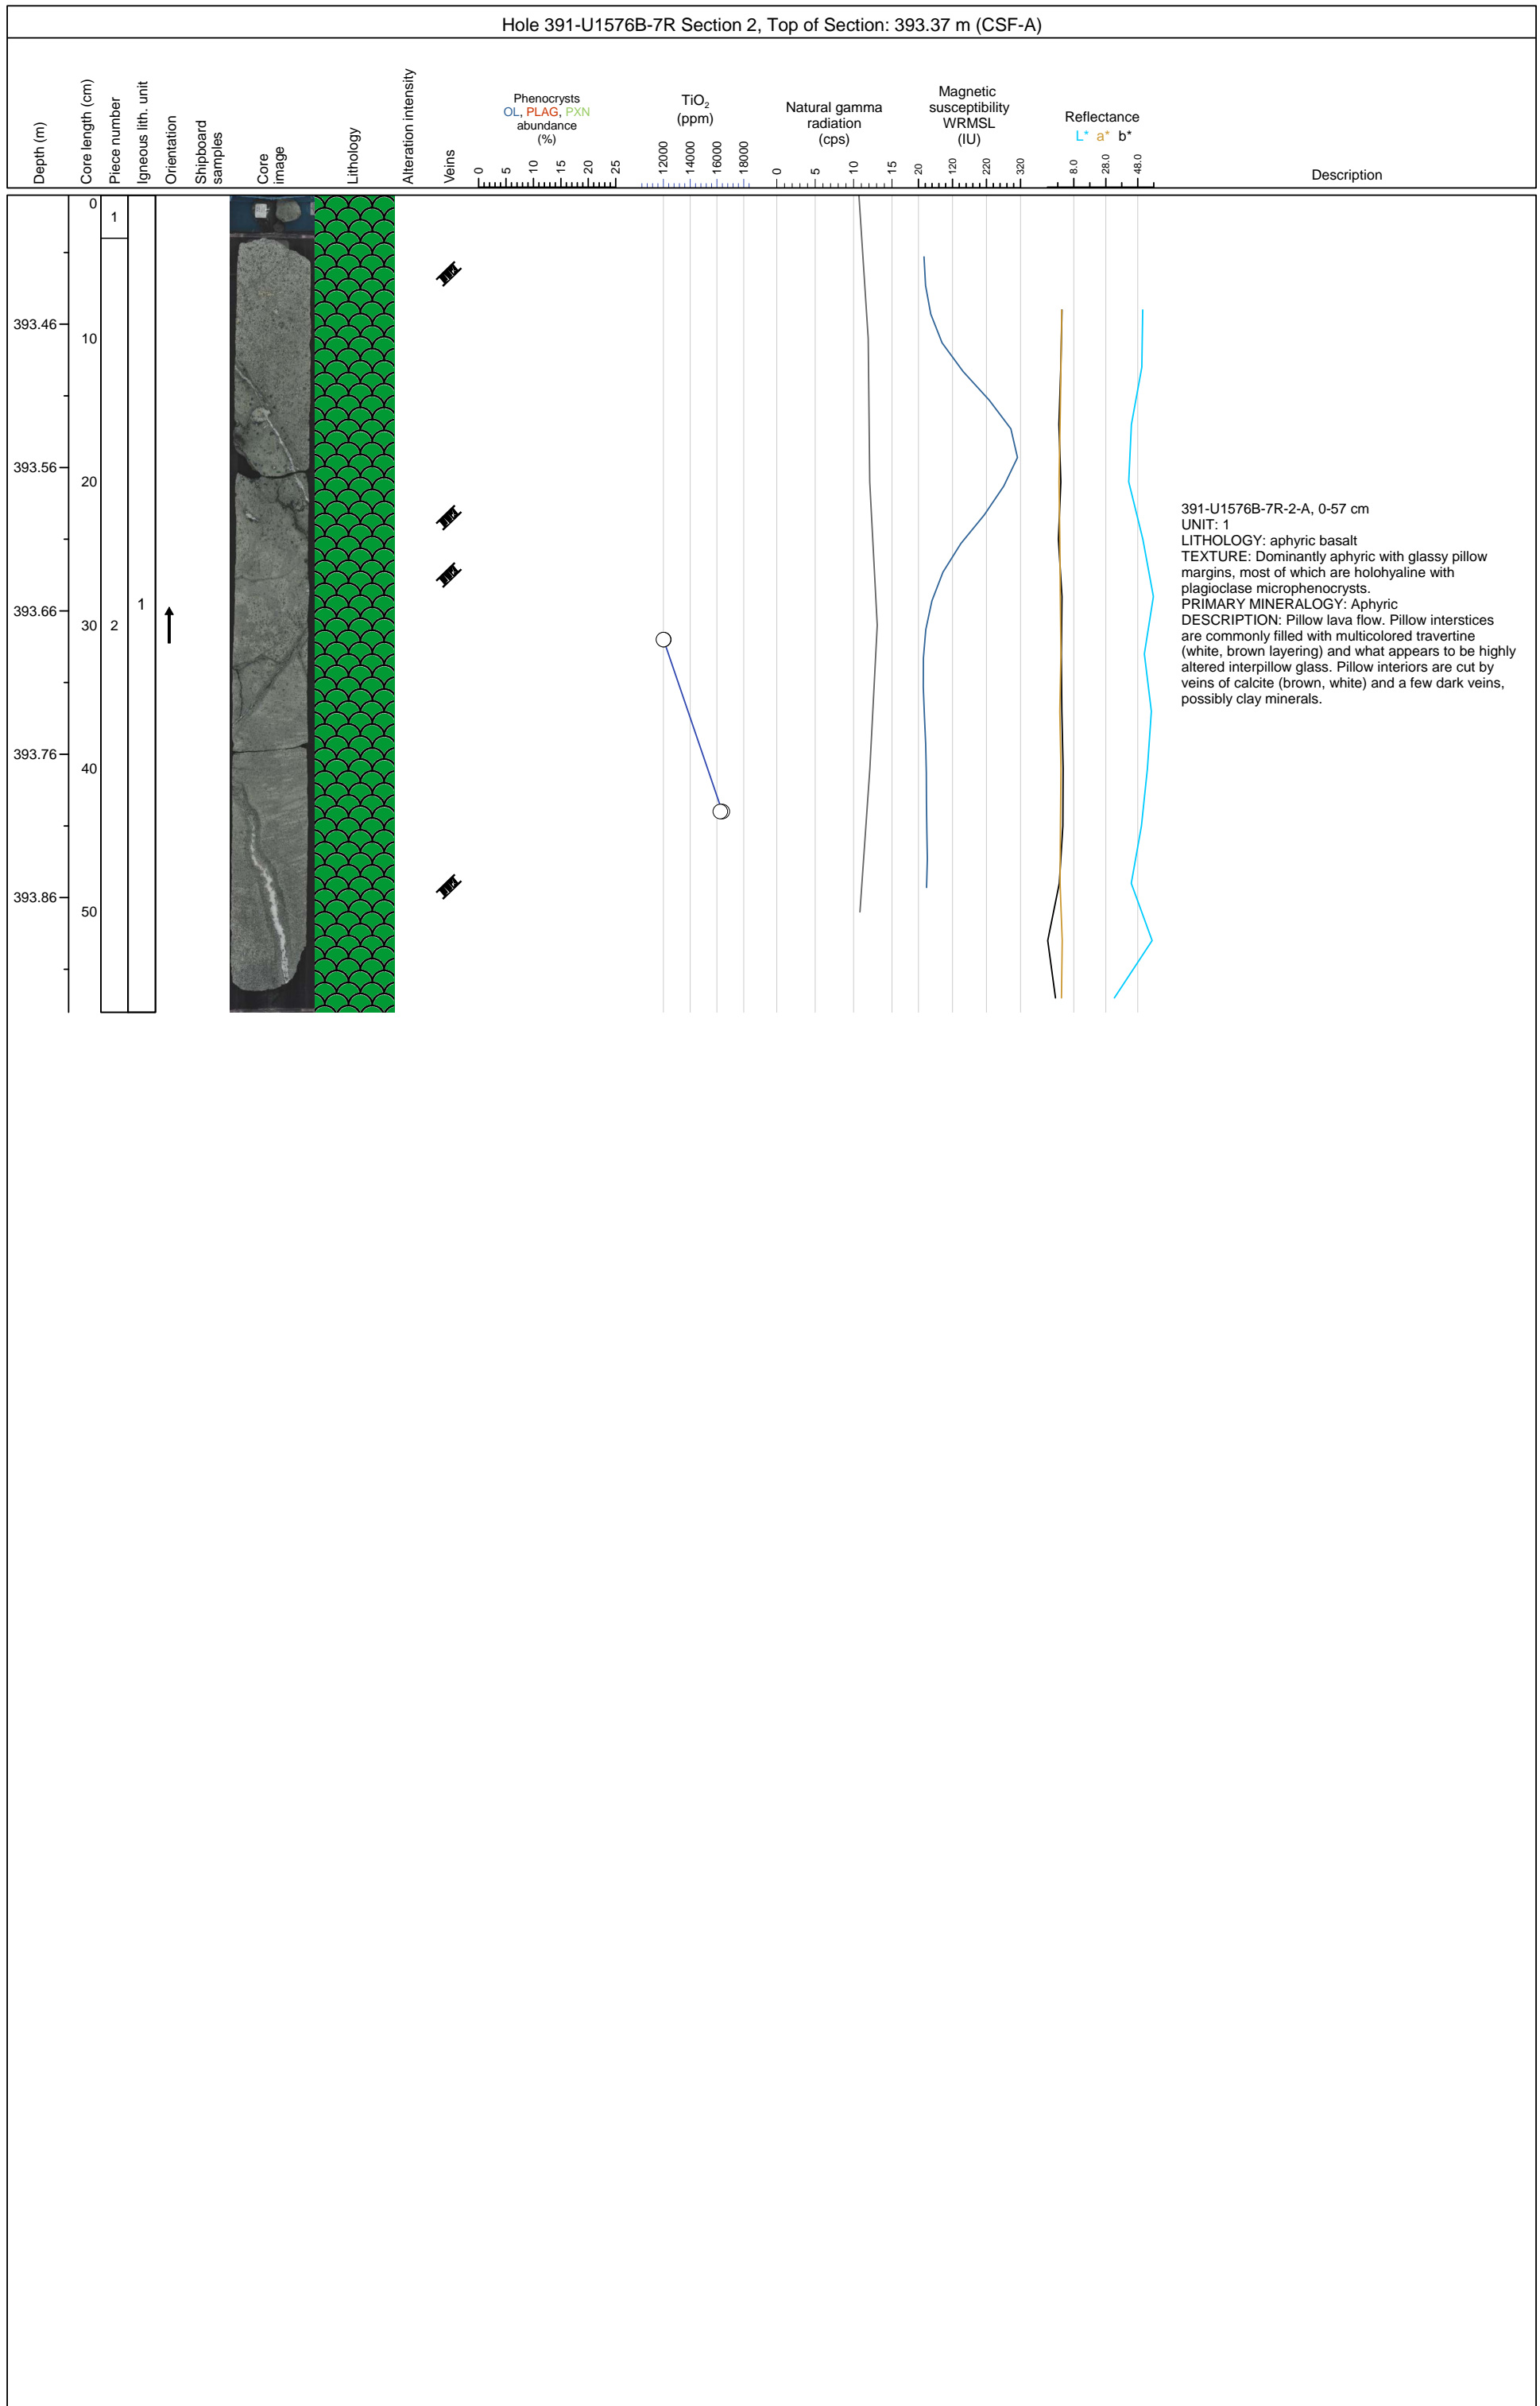 Hole 391-U1576B-7R Section 2, Top of Section: 393.37 m (CSF-A)
Depth (m)
Core length (cm)
Piece number
Igneous lith. unit
Orientation
Shipboard
samples
Core
image
Lithology
Alteration intensity
Veins
Phenocrysts
OL, PLAG, PXN
abundance
(%)
0 5 10 15 20 25
TiO2
(ppm)
12000 14000 16000 18000
Natural gamma
radiation
(cps)
0 5 10 15
Magnetic
susceptibility
WRMSL
(IU)
20 120 220 320
Reflectance
L* a* b*
8.0 28.0 48.0
Description
0
1
393.46
10
393.56
20
393.66
30
2
1
393.76
40
393.86
50
391-U1576B-7R-2-A, 0-57 cm
UNIT: 1
LITHOLOGY: aphyric basalt
TEXTURE: Dominantly aphyric with glassy pillow
margins, most of which are holohyaline with
plagioclase microphenocrysts.
PRIMARY MINERALOGY: Aphyric
DESCRIPTION: Pillow lava flow. Pillow interstices
are commonly filled with multicolored travertine
(white, brown layering) and what appears to be highly
altered interpillow glass. Pillow interiors are cut by
veins of calcite (brown, white) and a few dark veins,
possibly clay minerals.